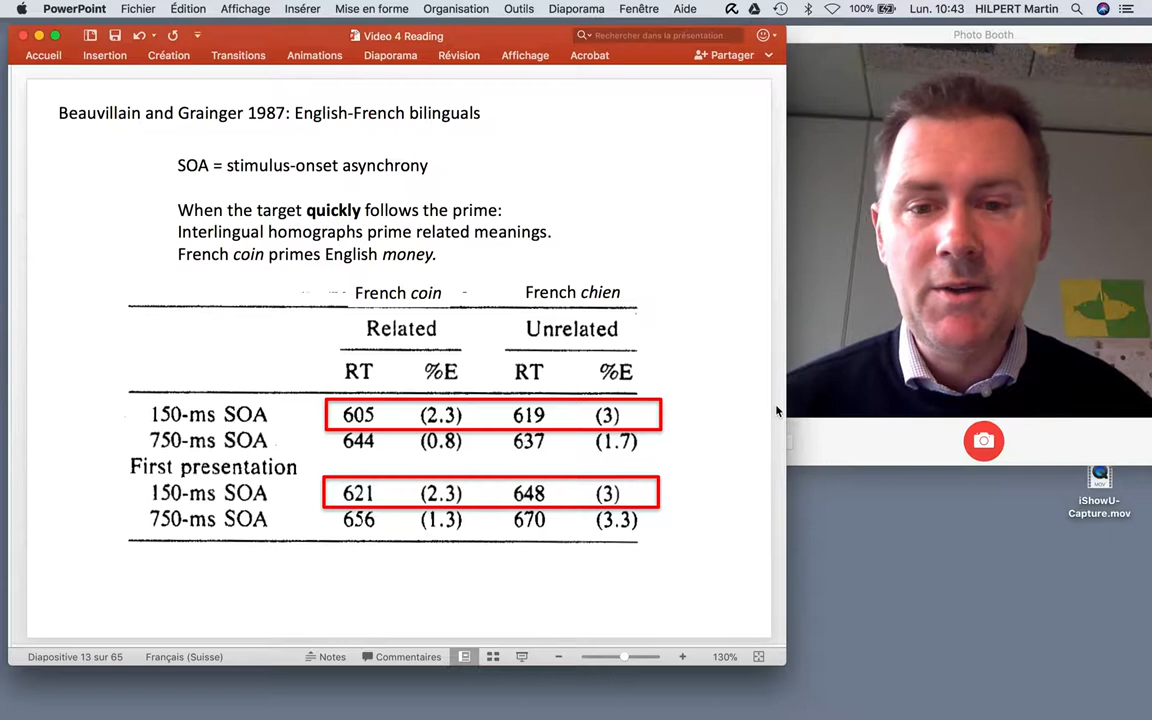 PowerPoint Fichier Édition Affichage Insérer Mise en forme Organisation Outils Diaporama Fenêtre Aide 100% Lun. 10:43 HILPERT Martin
Video 4 Reading
Rechercher dans la présentation
Photo Booth
Accueil Insertion Création Transitions Animations Diaporama Révision Affichage Acrobat Partager
Beauvillain and Grainger 1987: English-French bilinguals
SOA = stimulus-onset asynchrony
When the target quickly follows the prime:
Interlingual homographs prime related meanings.
French coin primes English money.
French coin French chien
Related Unrelated
RT %E RT %E
150-ms SOA 605 (2.3) 619 (3)
750-ms SOA 644 (0.8) 637 (1.7)
First presentation
150-ms SOA 621 (2.3) 648 (3)
750-ms SOA 656 (1.3) 670 (3.3)
MOV
iShowU-
Capture.mov
Diapositive 13 sur 65 Français (Suisse) Notes Commentaires 130%